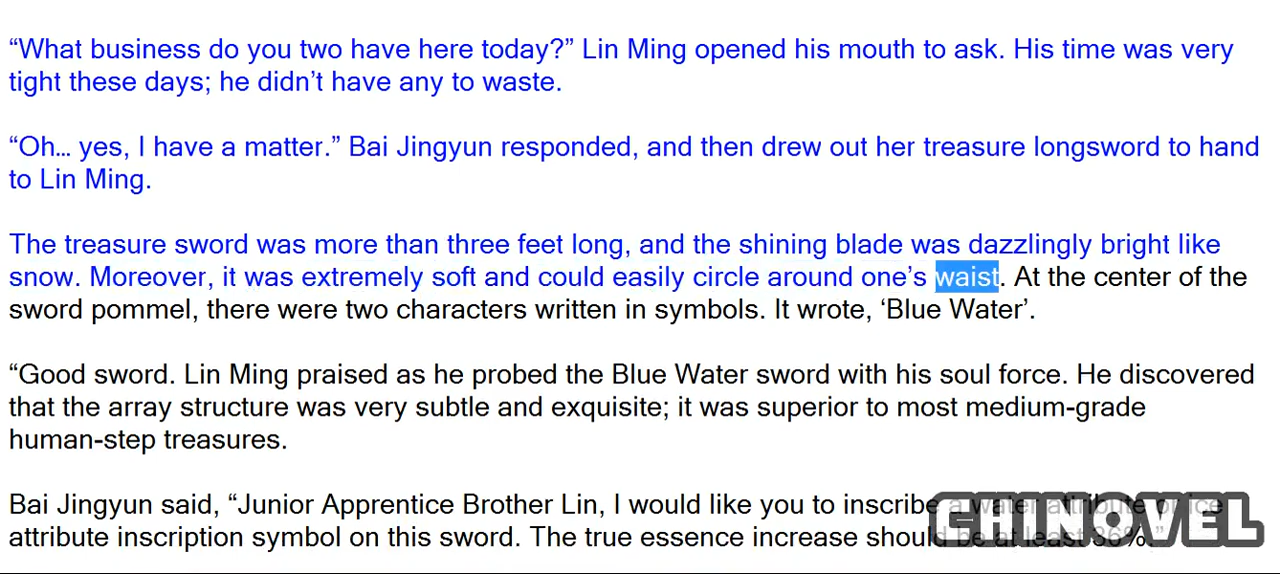 “What business do you two have here today?” Lin Ming opened his mouth to ask. His time was very
tight these days; he didn’t have any to waste.
“Oh… yes, I have a matter.” Bai Jingyun responded, and then drew out her treasure longsword to hand
to Lin Ming.
The treasure sword was more than three feet long, and the shining blade was dazzlingly bright like
snow. Moreover, it was extremely soft and could easily circle around one’s waist. At the center of the
sword pommel, there were two characters written in symbols. It wrote, ‘Blue Water’.
“Good sword. Lin Ming praised as he probed the Blue Water sword with his soul force. He discovered
that the array structure was very subtle and exquisite; it was superior to most medium-grade
human-step treasures.
Bai Jingyun said, “Junior Apprentice Brother Lin, I would like you to inscribe a water attribute or ice
attribute inscription symbol on this sword. The true essence increase should be at least 36%.”
CHINOVEL